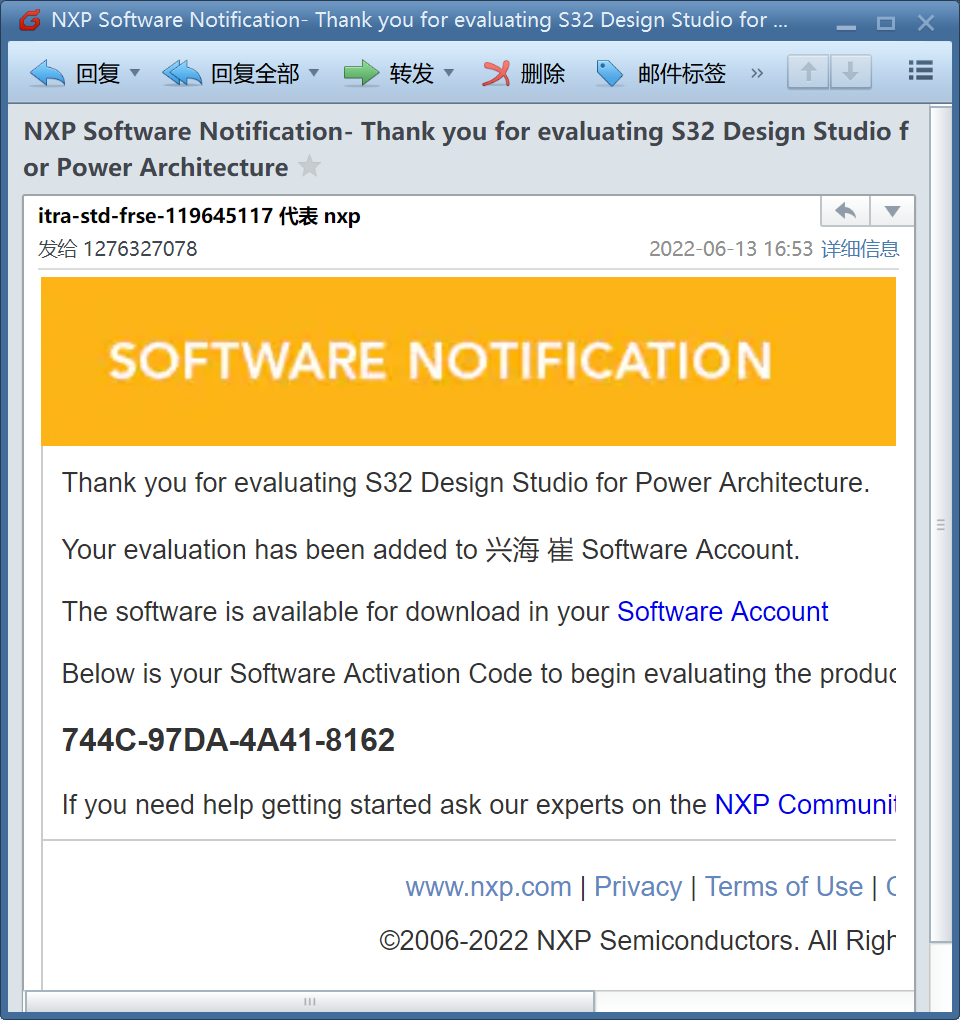 NXP Software Notification- Thank you for evaluating S32 Design Studio for ...
回复 回复全部 转发 删除 邮件标签 »
NXP Software Notification- Thank you for evaluating S32 Design Studio f
or Power Architecture
itra-std-frse-119645117 代表 nxp
发给 1276327078 2022-06-13 16:53 详细信息
SOFTWARE NOTIFICATION
Thank you for evaluating S32 Design Studio for Power Architecture.
Your evaluation has been added to 兴海 崔 Software Account.
The software is available for download in your Software Account
Below is your Software Activation Code to begin evaluating the produc
744C-97DA-4A41-8162
If you need help getting started ask our experts on the NXP Communit
www.nxp.com | Privacy | Terms of Use |
©2006-2022 NXP Semiconductors. All Righ